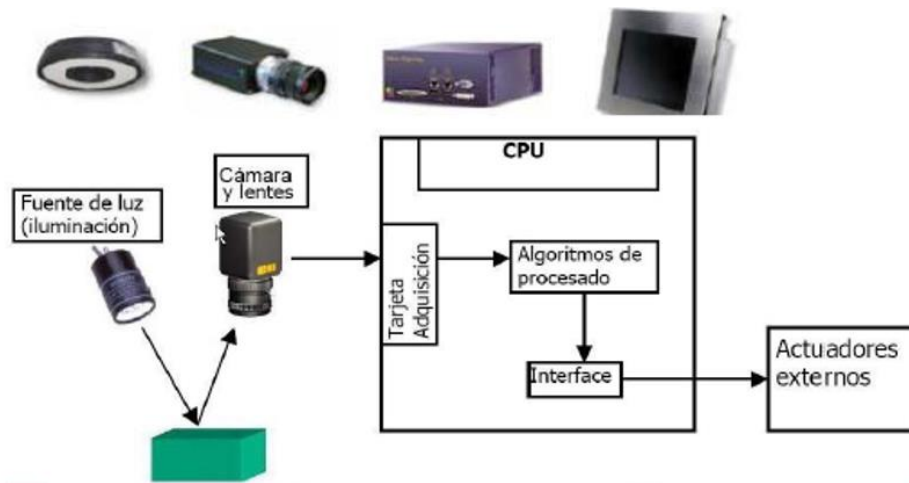 CPU
Cámara
y lentes
Fuente de luz
(iluminación)
Tarjeta
Adquisición
Algoritmos de
procesado
Interface
Actuadores
externos